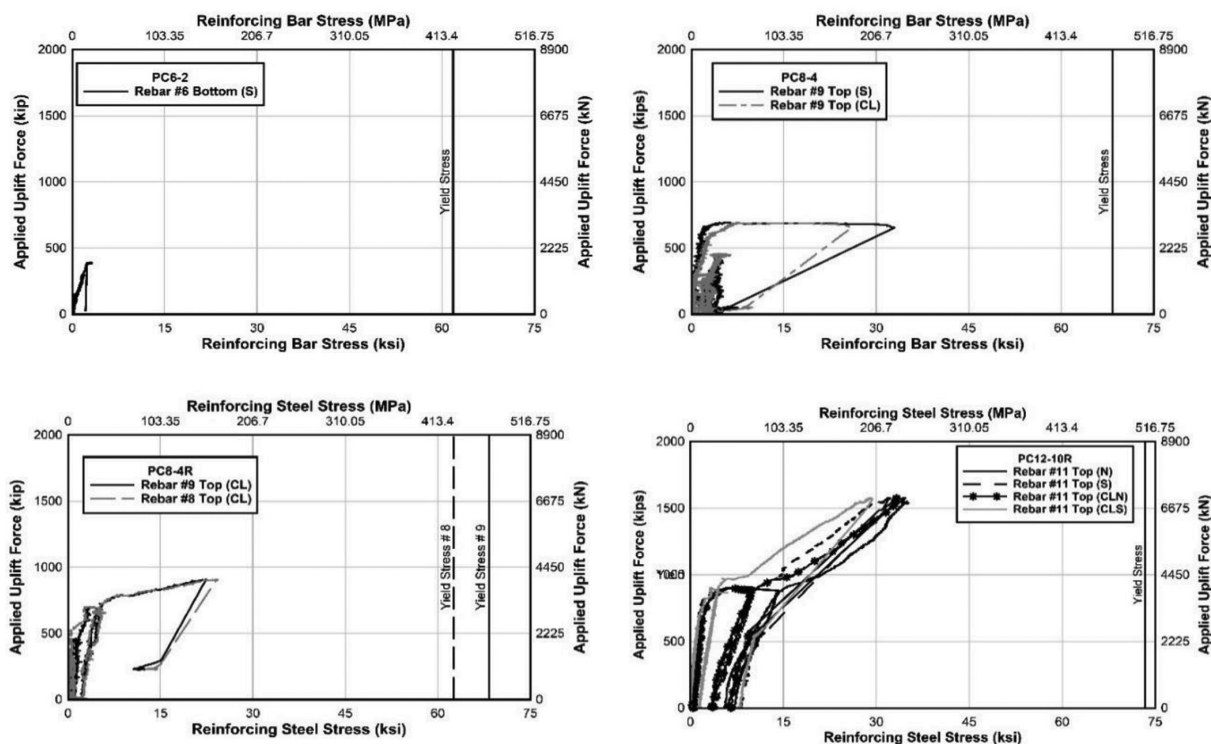 Reinforcing Bar Stress (MPa)
0 103.35 206.7 310.05 413.4 516.75
2000 8900
1500 6675
1000 4450
500 2225
0 0
PC6-2
Rebar #6 Bottom (S)
Yield Stress
Applied Uplift Force (kip)
Applied Uplift Force (kN)
0 15 30 45 60 75
Reinforcing Bar Stress (ksi)
Reinforcing Bar Stress (MPa)
0 103.35 206.7 310.05 413.4 516.75
2000 8900
1500 6675
1000 4450
500 2225
0 0
PC8-4
Rebar #9 Top (S)
Rebar #9 Top (CL)
Yield Stress
Applied Uplift Force (kips)
Applied Uplift Force (kN)
0 15 30 45 60 75
Reinforcing Bar Stress (ksi)
Reinforcing Steel Stress (MPa)
0 103.35 206.7 310.05 413.4 516.75
2000 8900
1500 6675
1000 4450
500 2225
0 0
PC8-4R
Rebar #9 Top (CL)
Rebar #8 Top (CL)
Yield Stress # 8
Yield Stress # 9
Applied Uplift Force (kip)
Applied Uplift Force (kN)
0 15 30 45 60 75
Reinforcing Steel Stress (ksi)
Reinforcing Steel Stress (MPa)
0 103.35 206.7 310.05 413.4 516.75
2000 8900
1500 6675
1000 4450
500 2225
0 0
PC12-10R
Rebar #11 Top (N)
Rebar #11 Top (S)
Rebar #11 Top (CLN)
Rebar #11 Top (CLS)
Yield Stress
Applied Uplift Force (kips)
Applied Uplift Force (kN)
0 15 30 45 60 75
Reinforcing Steel Stress (ksi)